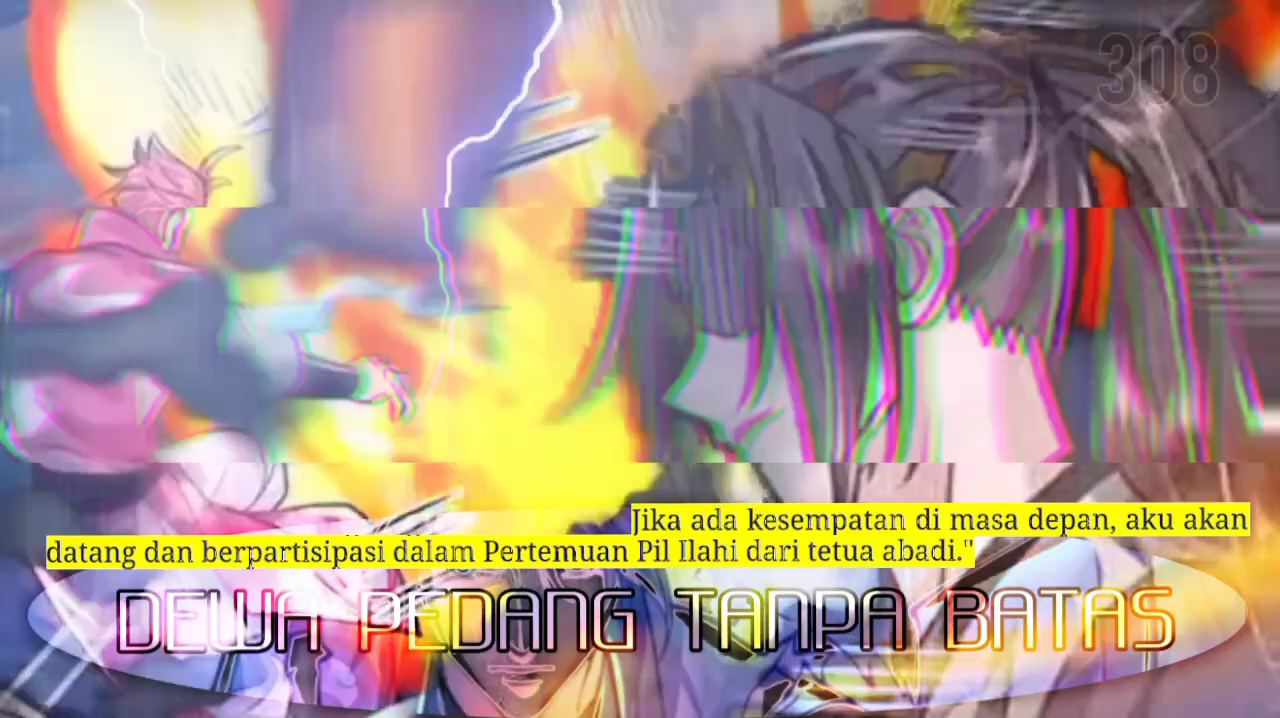 308
Jika ada kesempatan di masa depan, aku akan
datang dan berpartisipasi dalam Pertemuan Pil Ilahi dari tetua abadi."
DEWA PEDANG TANPA BATAS